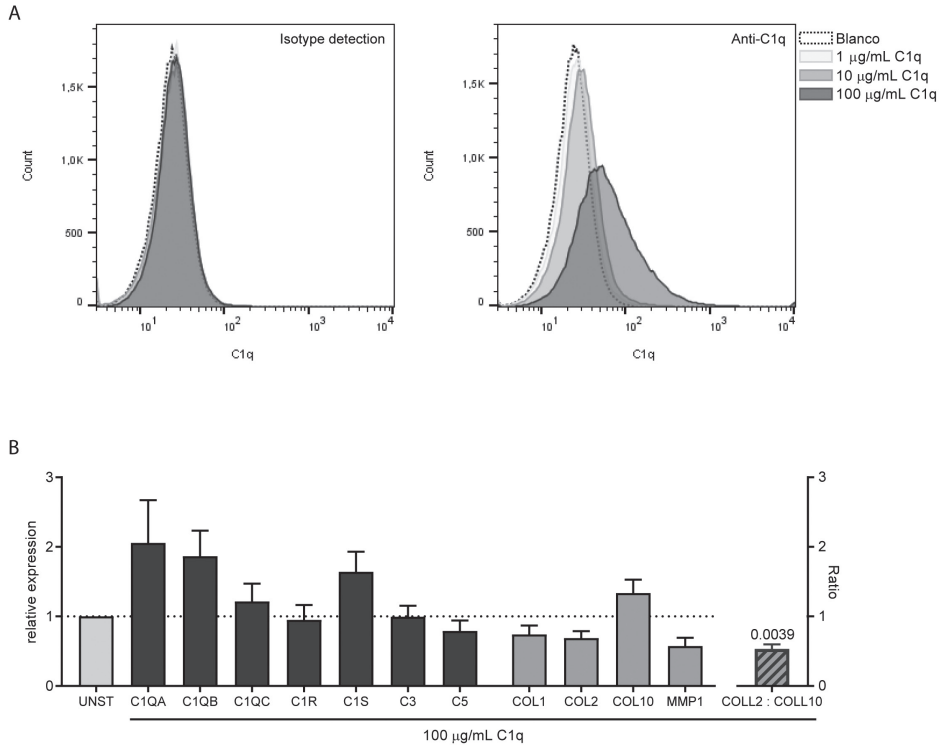 A
Isotype detection
Count
1,5K
1,0K
500
0
10^1
10^2
10^3
10^4
C1q
Anti-C1q
Count
1,5K
1,0K
500
0
10^1
10^2
10^3
10^4
C1q
Blanco
1 µg/mL C1q
10 µg/mL C1q
100 µg/mL C1q
B
relative expression
3
2
1
0
3
2
1
0
Ratio
0.0039
UNST C1QA C1QB C1QC C1R C1S C3 C5 COL1 COL2 COL10 MMP1 COLL2 : COLL10
100 µg/mL C1q